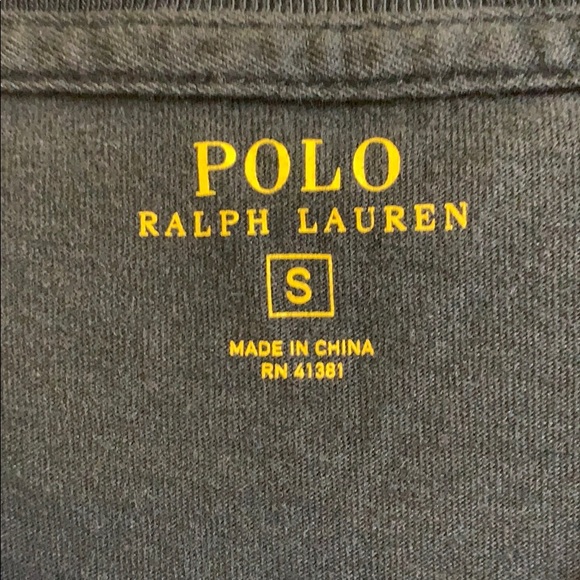 POLO
RALPH LAUREN
S
MADE IN CHINA
RN 41381